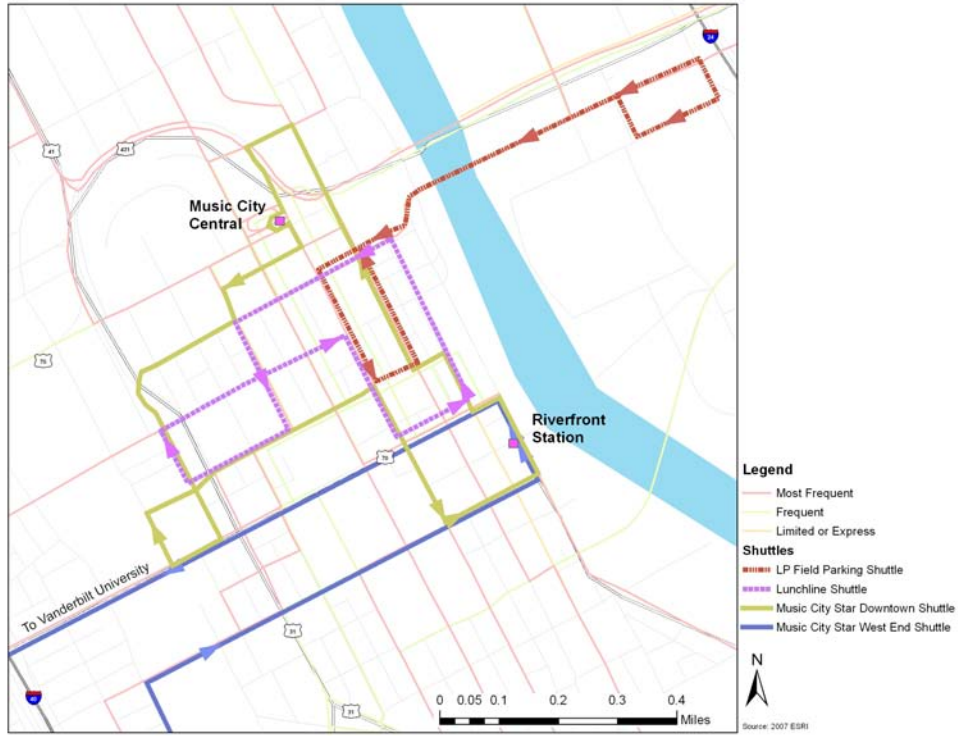 24
41
431
Music City
Central
70
Riverfront
Station
70
To Vanderbilt University
31
40
31
0 0.05 0.1 0.2 0.3 0.4
Miles
Legend
Most Frequent
Frequent
Limited or Express
Shuttles
LP Field Parking Shuttle
Lunchline Shuttle
Music City Star Downtown Shuttle
Music City Star West End Shuttle
N
Source: 2007 ESRI